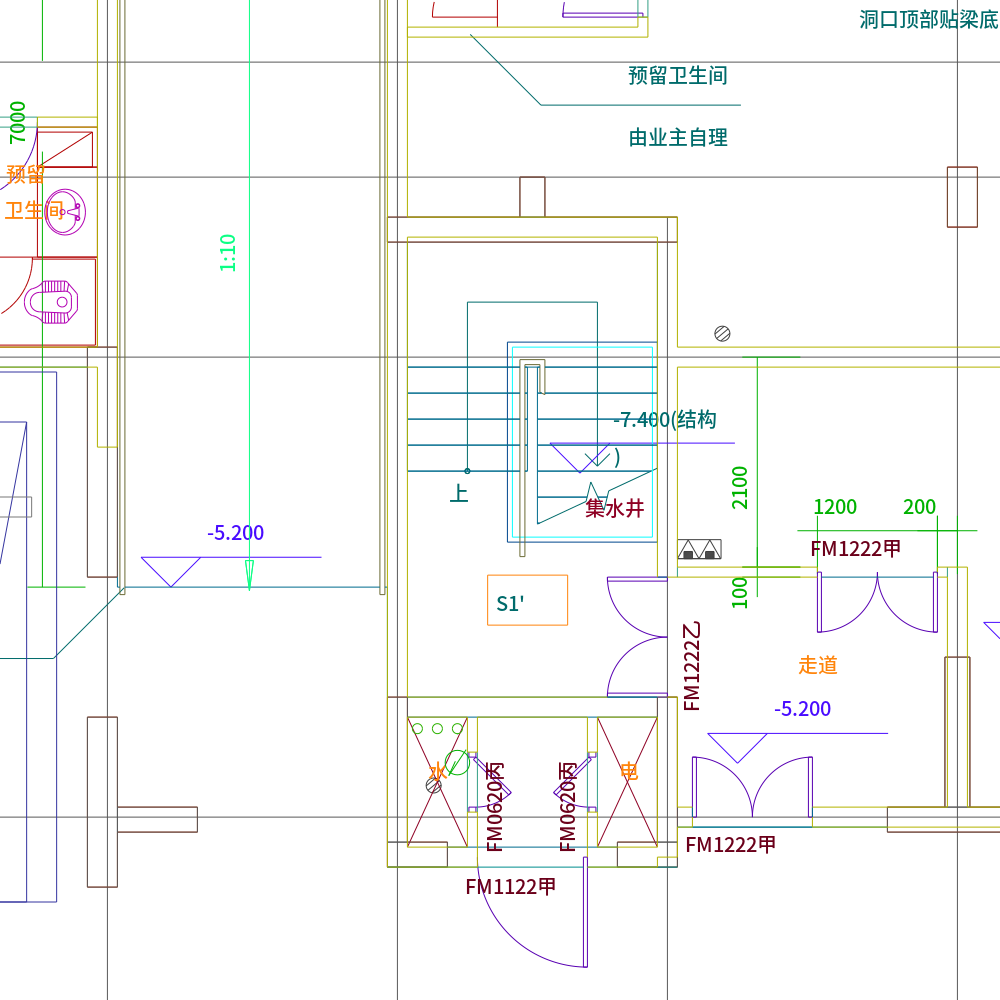 洞口顶部贴梁底
预留卫生间
由业主自理
7000
预留
卫生间
1:10
-7.400(结构
)
上
集水井
2100
1200
200
FM1222甲
-5.200
100
S1'
FM1222乙
走道
-5.200
水
电
FM0620丙
FM0620丙
FM1222甲
FM1122甲